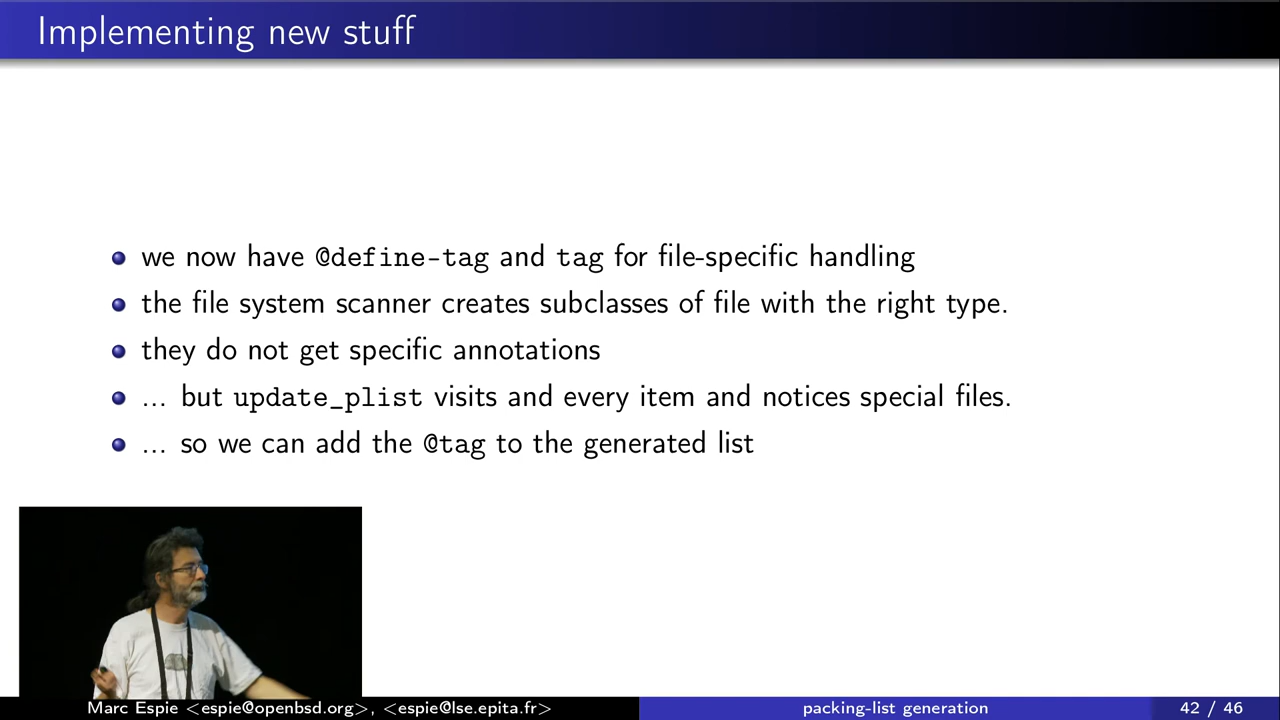 Implementing new stuff
we now have @define-tag and tag for file-specific handling
the file system scanner creates subclasses of file with the right type.
they do not get specific annotations
... but update_plist visits and every item and notices special files.
... so we can add the @tag to the generated list
Marc Espie <espie@openbsd.org>, <espie@lse.epita.fr>
packing-list generation
42 / 46